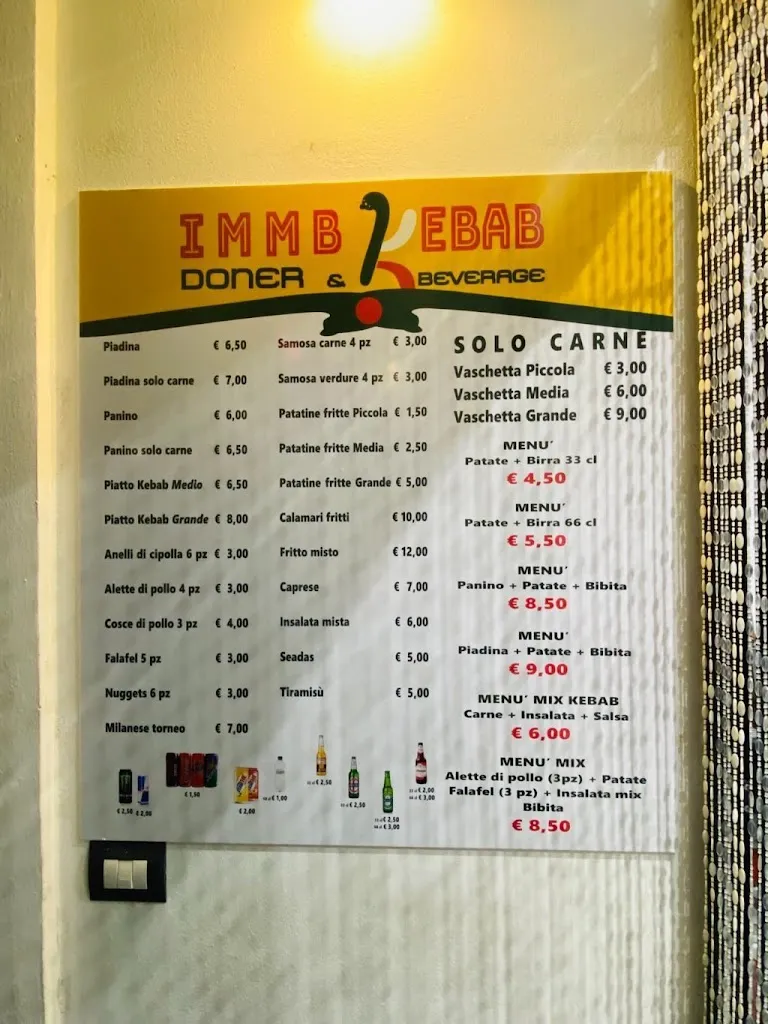 IMMB KEBAB
DONER & BEVERAGE
Piadina € 6,50
Piadina solo carne € 7,00
Panino € 6,00
Panino solo carne € 6,50
Piatto Kebab Medio € 6,50
Piatto Kebab Grande € 8,00
Anelli di cipolla 6 pz € 3,00
Alette di pollo 4 pz € 3,00
Cosce di pollo 3 pz € 4,00
Falafel 5 pz € 3,00
Nuggets 6 pz € 3,00
Milanese torneo € 7,00
Samosa carne 4 pz € 3,00
Samosa verdure 4 pz € 3,00
Patatine fritte Piccola € 1,50
Patatine fritte Media € 2,50
Patatine fritte Grande € 5,00
Calamari fritti € 10,00
Fritto misto € 12,00
Caprese € 7,00
Insalata mista € 6,00
Seadas € 5,00
Tiramisù € 5,00
SOLO CARNE
Vaschetta Piccola € 3,00
Vaschetta Media € 6,00
Vaschetta Grande € 9,00
MENU'
Patate + Birra 33 cl
€ 4,50
MENU'
Patate + Birra 66 cl
€ 5,50
MENU'
Panino + Patate + Bibita
€ 8,50
MENU'
Piadina + Patate + Bibita
€ 9,00
MENU' MIX KEBAB
Carne + Insalata + Salsa
€ 6,00
MENU' MIX
Alette di pollo (3pz) + Patate
Falafel (3 pz) + Insalata mix
Bibita
€ 8,50
€ 2,50
€ 1,50
€ 2,00
€ 1,00
€ 2,50
€ 2,50
€ 2,50
€ 3,00
€ 2,00
€ 3,00